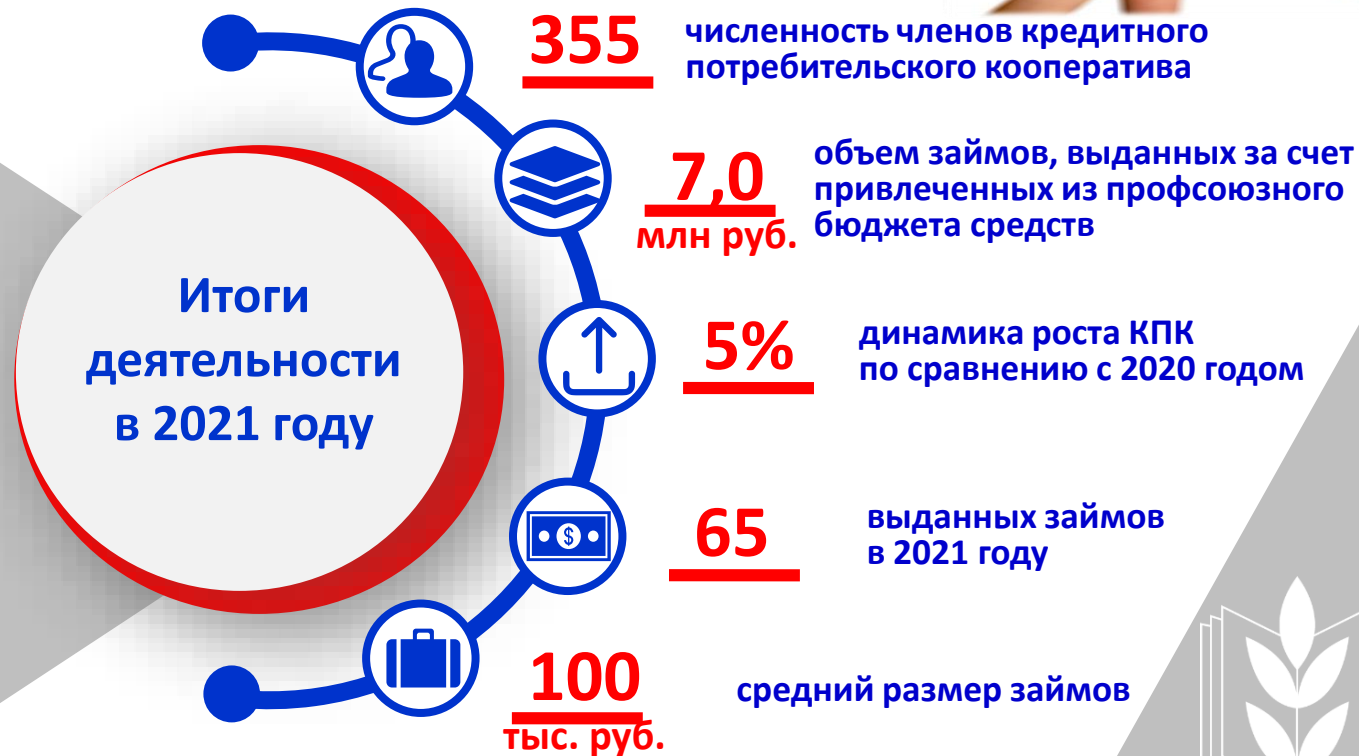 355
численность членов кредитного
потребительского кооператива
7,0
млн руб.
объем займов, выданных за счет
привлеченных из профсоюзного
бюджета средств
Итоги
деятельности
в 2021 году
5%
динамика роста КПК
по сравнению с 2020 годом
65
выданных займов
в 2021 году
100
тыс. руб.
средний размер займов